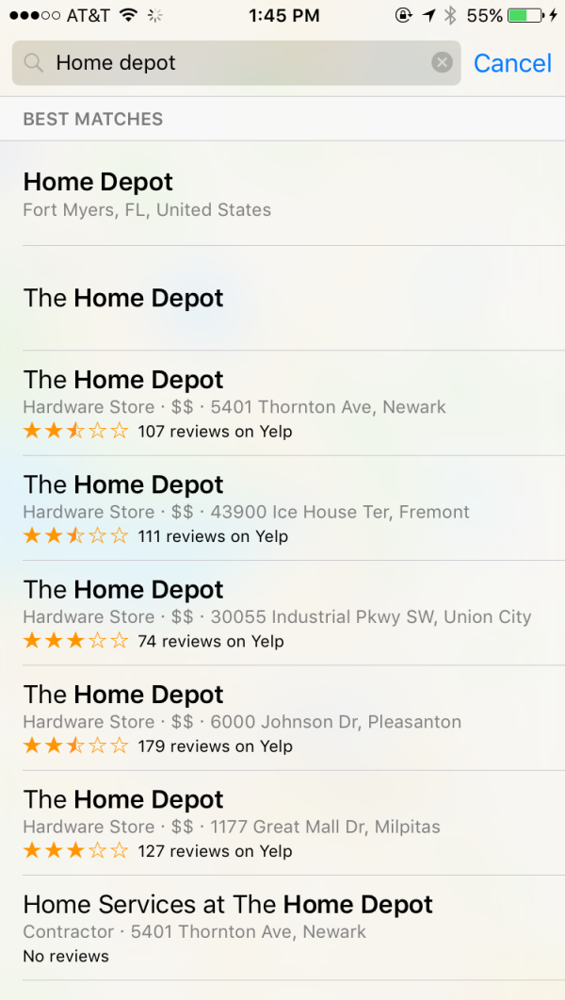 AT&T 1:45 PM 55%
Home depot Cancel
BEST MATCHES
Home Depot
Fort Myers, FL, United States
The Home Depot
The Home Depot
Hardware Store · $$ · 5401 Thornton Ave, Newark
107 reviews on Yelp
The Home Depot
Hardware Store · $$ · 43900 Ice House Ter, Fremont
111 reviews on Yelp
The Home Depot
Hardware Store · $$ · 30055 Industrial Pkwy SW, Union City
74 reviews on Yelp
The Home Depot
Hardware Store · $$ · 6000 Johnson Dr, Pleasanton
179 reviews on Yelp
The Home Depot
Hardware Store · $$ · 1177 Great Mall Dr, Milpitas
127 reviews on Yelp
Home Services at The Home Depot
Contractor · 5401 Thornton Ave, Newark
No reviews